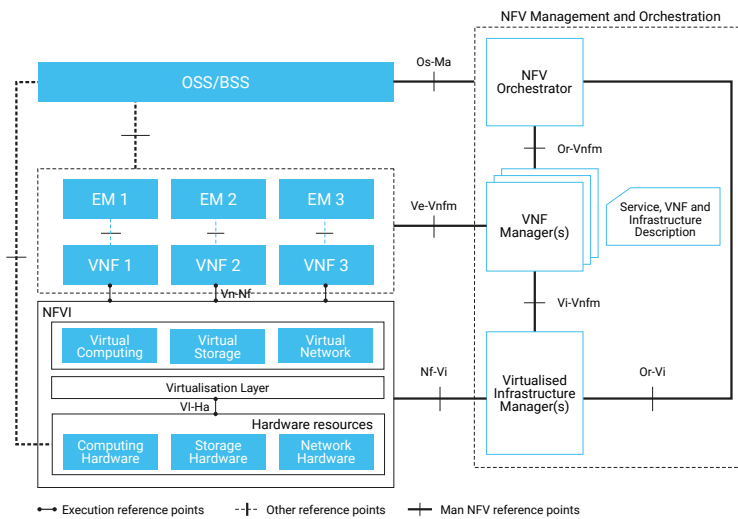 NFV Management and Orchestration
OSS/BSS
Os-Ma
NFV
Orchestrator
Or-Vnfm
EM 1
EM 2
EM 3
Ve-Vnfm
VNF
Manager(s)
Service, VNF and
Infrastructure
Description
VNF 1
VNF 2
VNF 3
Vn-Nf
Vi-Vnfm
NFVI
Virtual
Computing
Virtual
Storage
Virtual
Network
Virtualisation Layer
Nf-Vi
Virtualised
Infrastructure
Manager(s)
Or-Vi
VI-Ha
Hardware resources
Computing
Hardware
Storage
Hardware
Network
Hardware
Execution reference points
Other reference points
Man NFV reference points